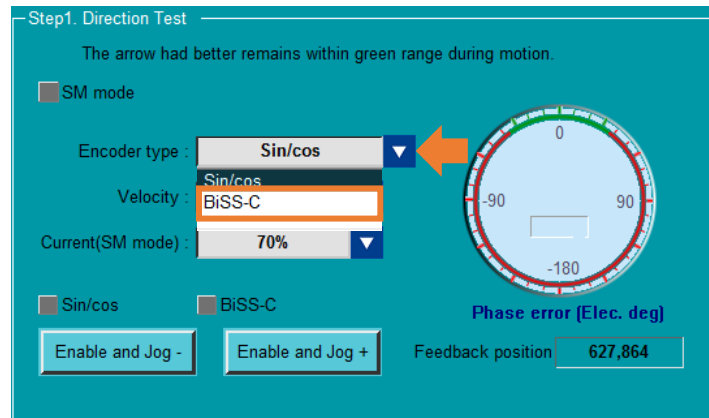 Step1. Direction Test
The arrow had better remains within green range during motion.
SM mode
Encoder type : Sin/cos
Sin/cos
Velocity : BiSS-C
Current(SM mode) : 70%
0
-90 90
-180
Sin/cos BiSS-C
Phase error (Elec. deg)
Enable and Jog - Enable and Jog + Feedback position 627,864